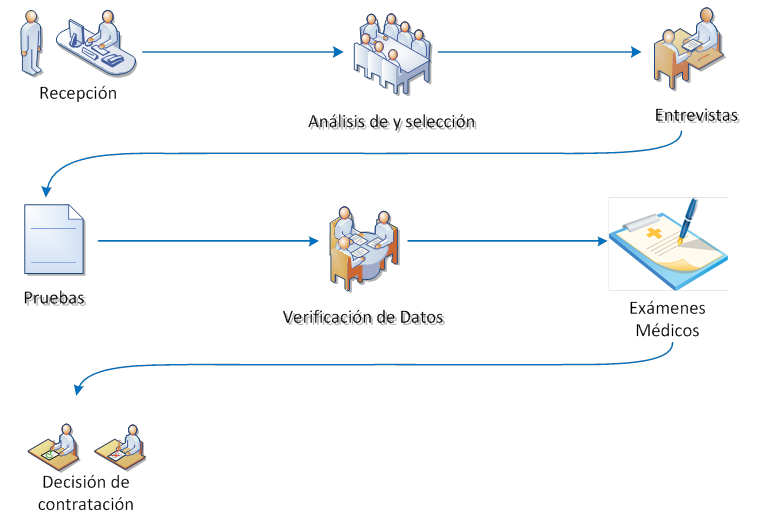 Recepción
Análisis de y selección
Entrevistas
Pruebas
Verificación de Datos
Exámenes
Médicos
Decisión de
contratación